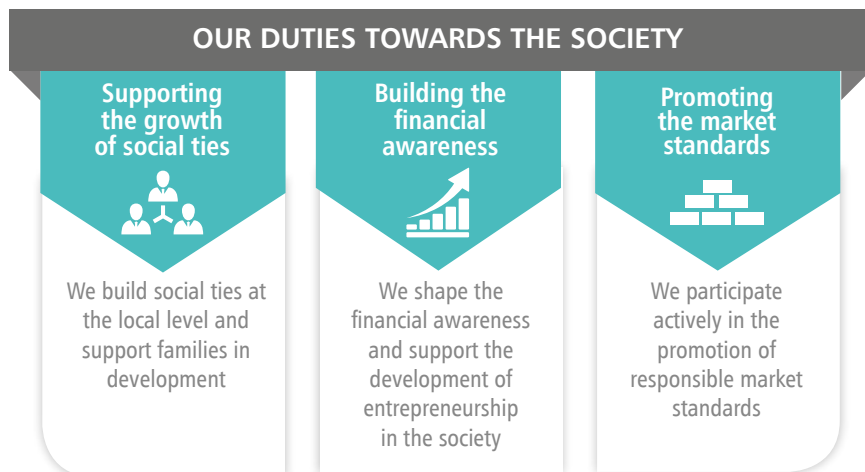 OUR DUTIES TOWARDS THE SOCIETY
Supporting
the growth
of social ties
We build social ties at
the local level and
support families in
development
Building the
financial
awareness
We shape the
financial awareness
and support the
development of
entrepreneurship
in the society
Promoting
the market
standards
We participate
actively in the
promotion of
responsible market
standards